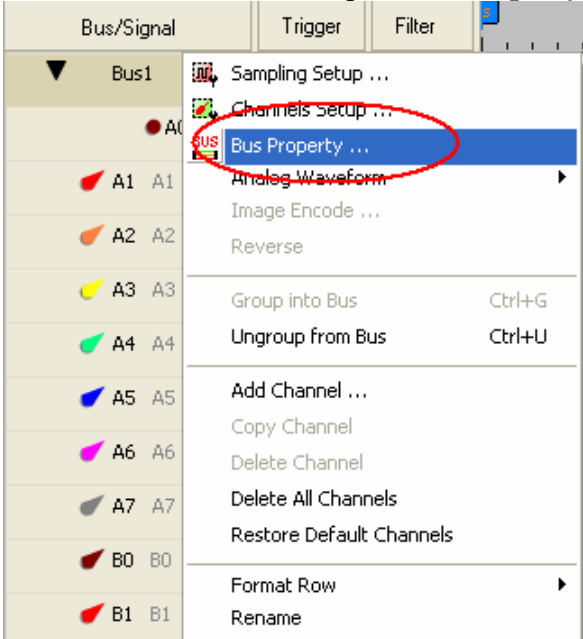 Bus/Signal Trigger Filter s
Bus1
Sampling Setup ...
Channels Setup ...
A0
BUS Bus Property ...
A1 A1 Analog Waveform
Image Encode ...
A2 A2 Reverse
A3 A3 Group into Bus Ctrl+G
A4 A4 Ungroup from Bus Ctrl+U
A5 A5 Add Channel ...
Copy Channel
A6 A6 Delete Channel
A7 A7 Delete All Channels
Restore Default Channels
B0 B0
Format Row
B1 B1 Rename